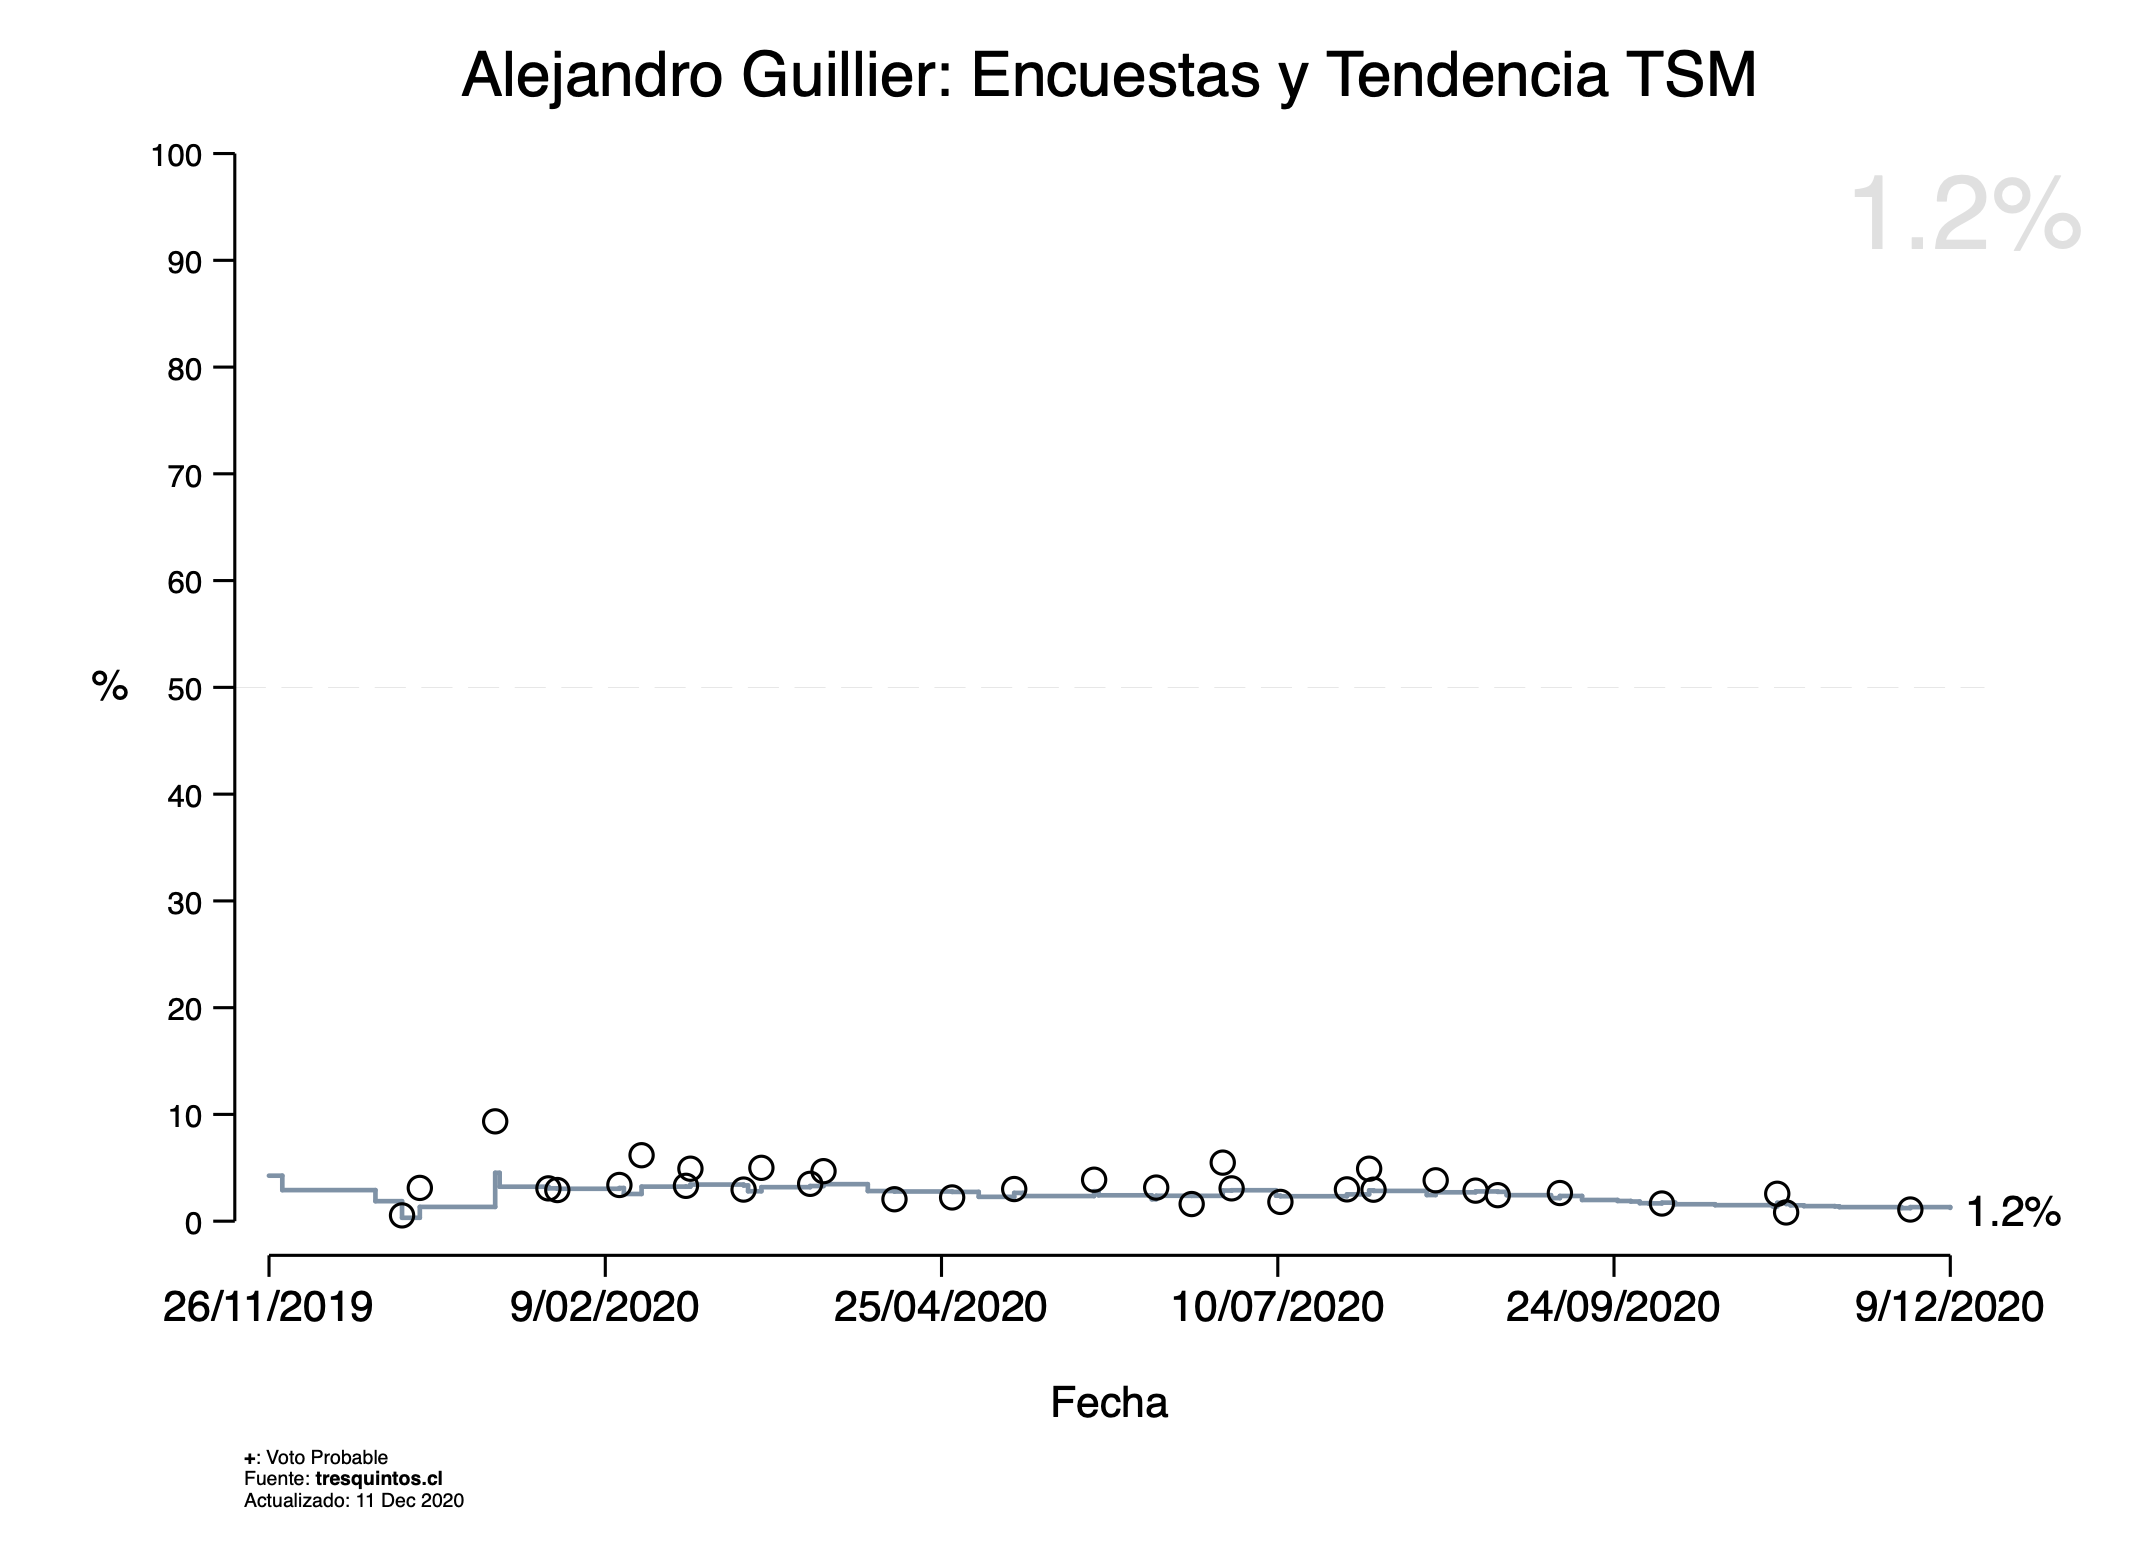 Alejandro Guillier: Encuestas y Tendencia TSM
1.2%
100
90
80
70
60
50
40
30
20
10
0
%
1.2%
26/11/2019 9/02/2020 25/04/2020 10/07/2020 24/09/2020 9/12/2020
Fecha
+: Voto Probable
Fuente: tresquintos.cl
Actualizado: 11 Dec 2020